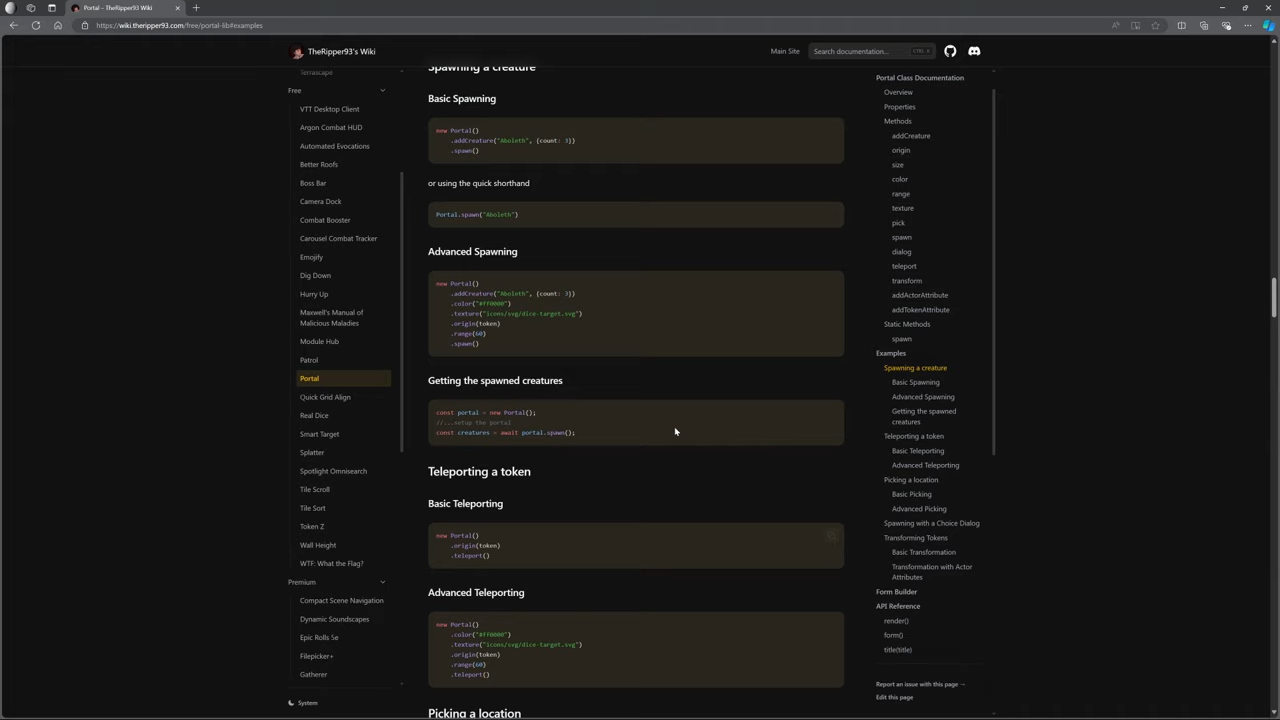 Portal – TheRipper93 Wiki
https://wiki.theripper93.com/free/portal-lib#examples
TheRipper93's Wiki
Main Site
Search documentation...
CTRL K
Terrascape
Free
VTT Desktop Client
Argon Combat HUD
Automated Evocations
Better Roofs
Boss Bar
Camera Dock
Combat Booster
Carousel Combat Tracker
Emojify
Dig Down
Hurry Up
Maxwell's Manual of
Malicious Maladies
Module Hub
Patrol
Portal
Quick Grid Align
Real Dice
Smart Target
Splatter
Spotlight Omnisearch
Tile Scroll
Tile Sort
Token Z
Wall Height
WTF: What the Flag?
Premium
Compact Scene Navigation
Dynamic Soundscapes
Epic Rolls 5e
Filepicker+
Gatherer
System
Spawning a creature
Basic Spawning
new Portal()
.addCreature("Aboleth", {count: 3})
.spawn()
or using the quick shorthand
Portal.spawn("Aboleth")
Advanced Spawning
new Portal()
.addCreature("Aboleth", {count: 3})
.color("#ff0000")
.texture("icons/svg/dice-target.svg")
.origin(token)
.range(60)
.spawn()
Getting the spawned creatures
const portal = new Portal();
//...setup the portal
const creatures = await portal.spawn();
Teleporting a token
Basic Teleporting
new Portal()
.origin(token)
.teleport()
Advanced Teleporting
new Portal()
.color("#ff0000")
.texture("icons/svg/dice-target.svg")
.origin(token)
.range(60)
.teleport()
Picking a location
Portal Class Documentation
Overview
Properties
Methods
addCreature
origin
size
color
range
texture
pick
spawn
dialog
teleport
transform
addActorAttribute
addTokenAttribute
Static Methods
spawn
Examples
Spawning a creature
Basic Spawning
Advanced Spawning
Getting the spawned
creatures
Teleporting a token
Basic Teleporting
Advanced Teleporting
Picking a location
Basic Picking
Advanced Picking
Spawning with a Choice Dialog
Transforming Tokens
Basic Transformation
Transformation with Actor
Attributes
Form Builder
API Reference
render()
form()
title(title)
Report an issue with this page →
Edit this page